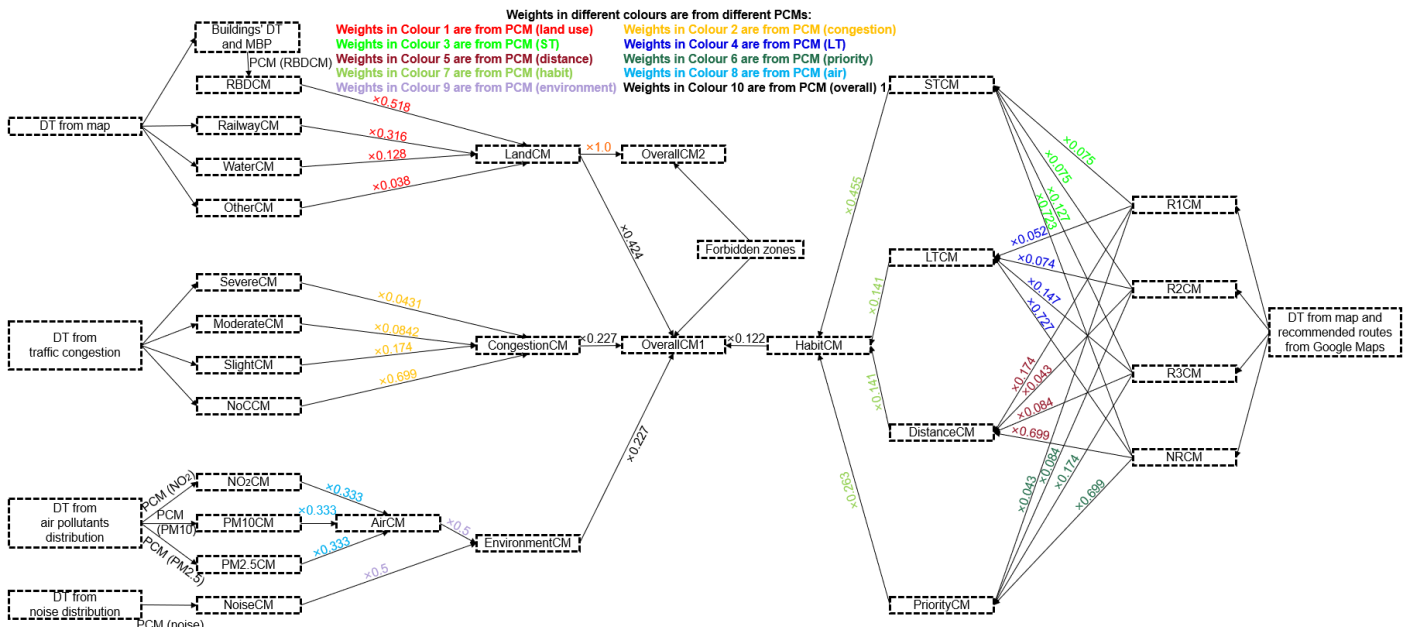 Weights in different colours are from different PCMs:
Weights in Colour 1 are from PCM (land use)
Weights in Colour 2 are from PCM (congestion)
Weights in Colour 3 are from PCM (ST)
Weights in Colour 4 are from PCM (LT)
Weights in Colour 5 are from PCM (distance)
Weights in Colour 6 are from PCM (priority)
Weights in Colour 7 are from PCM (habit)
Weights in Colour 8 are from PCM (air)
Weights in Colour 9 are from PCM (environment)
Weights in Colour 10 are from PCM (overall) 1
DT from map
Buildings' DT
and MBP
PCM (RBDCM)
RBDCM
RailwayCM
WaterCM
OtherCM
×0.518
×0.316
×0.128
×0.038
LandCM
×1.0
OverallCM2
×0.424
Forbidden zones
DT from
traffic congestion
SevereCM
ModerateCM
SlightCM
NoCCM
×0.0431
×0.0842
×0.174
×0.699
CongestionCM
×0.227
OverallCM1
×0.122
HabitCM
DT from
air pollutants
distribution
PCM (NO2)
PCM
(PM10)
PCM (PM2.5)
NO2CM
PM10CM
PM2.5CM
×0.333
×0.333
×0.333
AirCM
×0.5
EnvironmentCM
×0.227
DT from
noise distribution
PCM (noise)
NoiseCM
×0.5
×0.455
×0.141
×0.141
×0.263
STCM
LTCM
DistanceCM
PriorityCM
×0.075
×0.075
×0.127
×0.723
×0.052
×0.074
×0.147
×0.727
×0.174
×0.043
×0.084
×0.699
×0.043
×0.084
×0.174
×0.699
R1CM
R2CM
R3CM
NRCM
DT from map and
recommended routes
from Google Maps